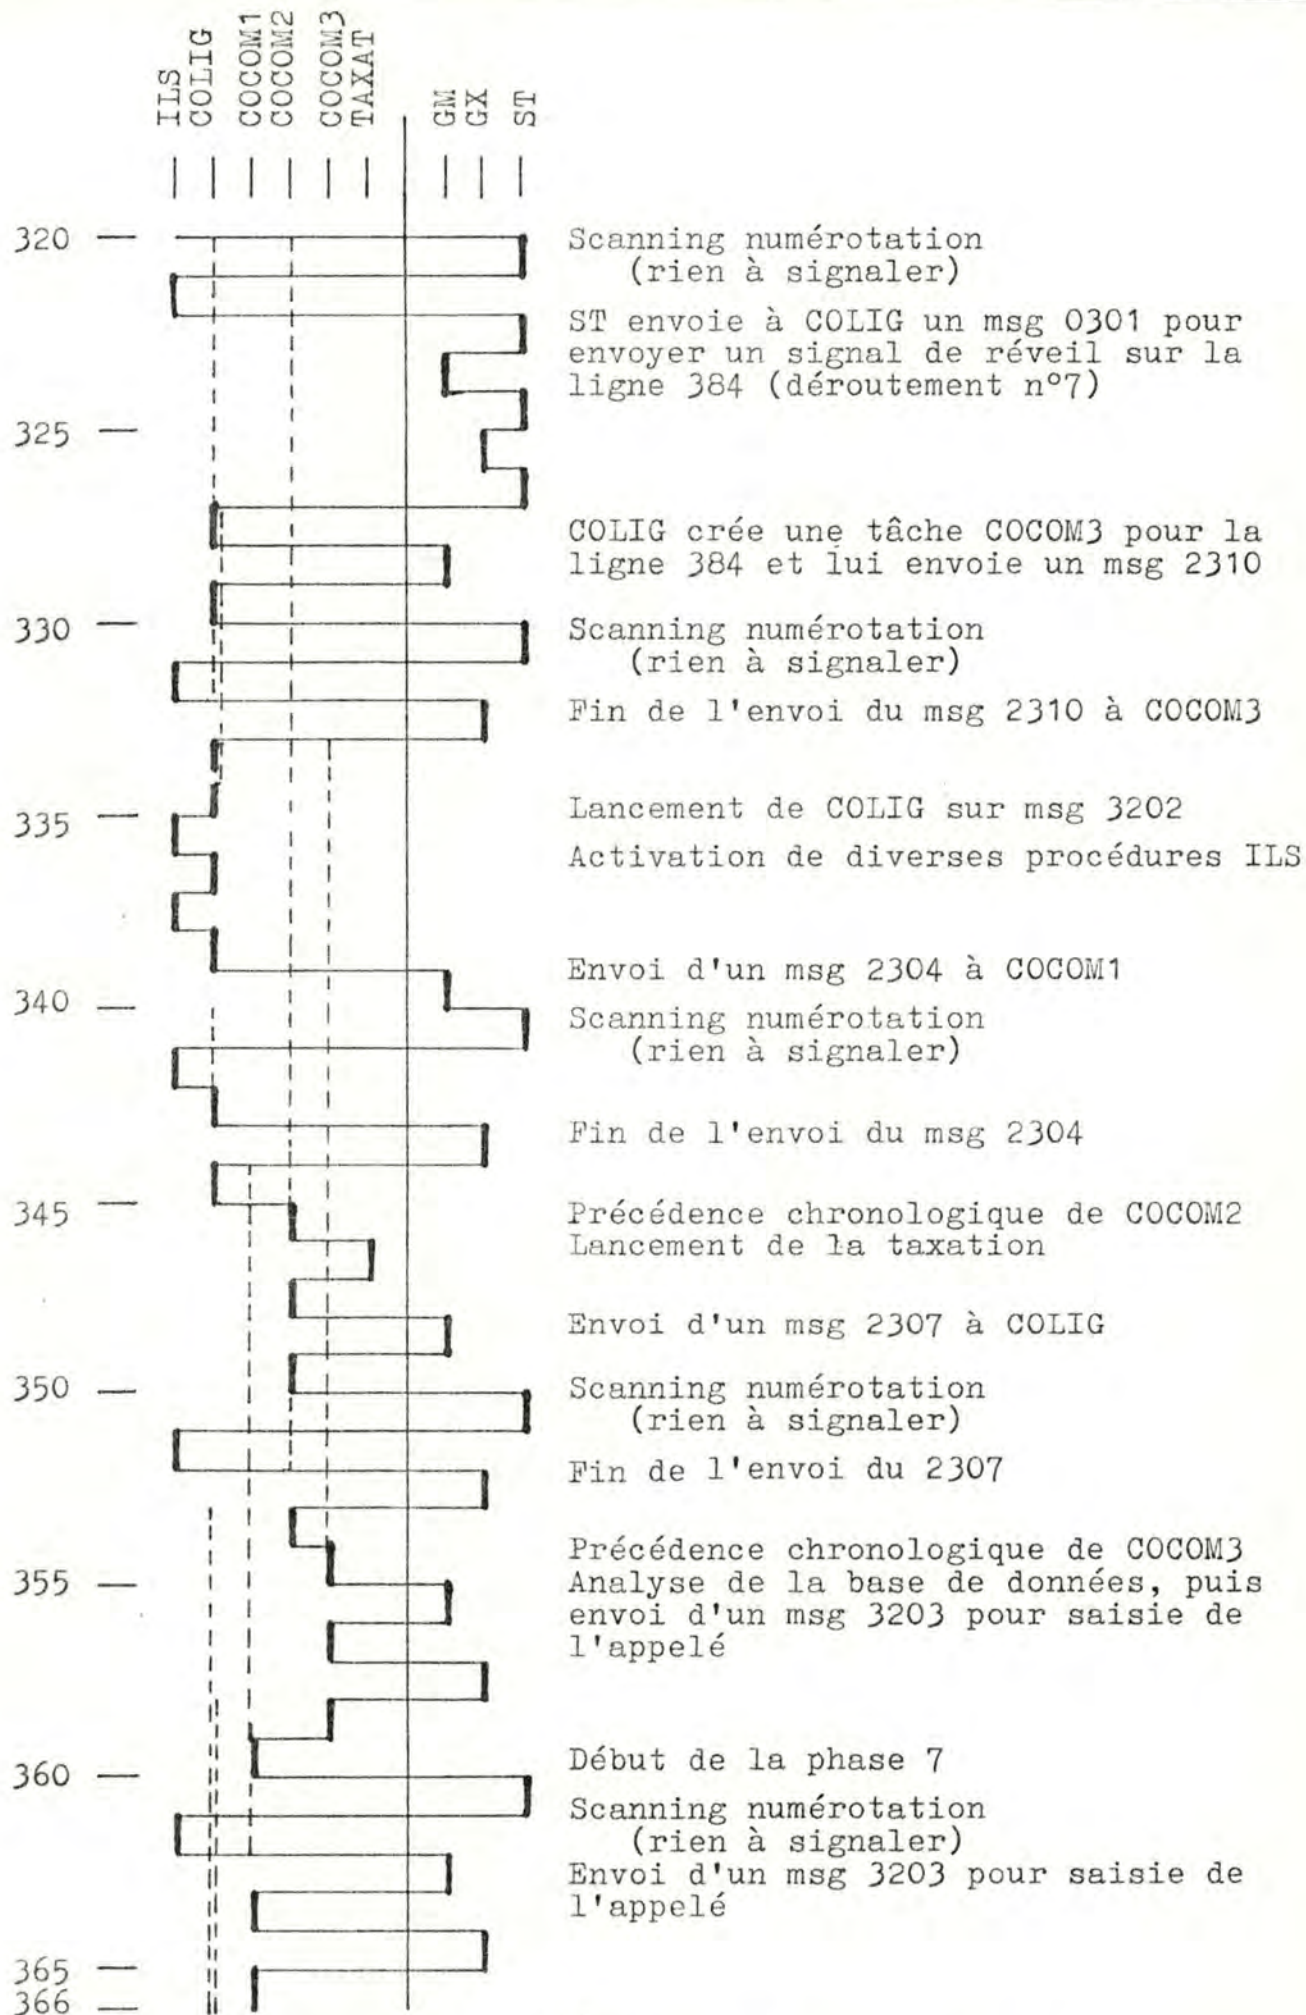 ILS
COLIG
COCOM1
COCOM2
COCOM3
TAXAT
GM
GX
ST
320
Scanning numérotation
(rien à signaler)
ST envoie à COLIG un msg 0301 pour
envoyer un signal de réveil sur la
ligne 384 (déroutement n°7)
325
COLIG crée une tâche COCOM3 pour la
ligne 384 et lui envoie un msg 2310
330
Scanning numérotation
(rien à signaler)
Fin de l'envoi du msg 2310 à COCOM3
335
Lancement de COLIG sur msg 3202
Activation de diverses procédures ILS
Envoi d'un msg 2304 à COCOM1
340
Scanning numérotation
(rien à signaler)
Fin de l'envoi du msg 2304
345
Précédence chronologique de COCOM2
Lancement de la taxation
Envoi d'un msg 2307 à COLIG
350
Scanning numérotation
(rien à signaler)
Fin de l'envoi du 2307
Précédence chronologique de COCOM3
355
Analyse de la base de données, puis
envoi d'un msg 3203 pour saisie de
l'appelé
Début de la phase 7
360
Scanning numérotation
(rien à signaler)
Envoi d'un msg 3203 pour saisie de
l'appelé
365
366